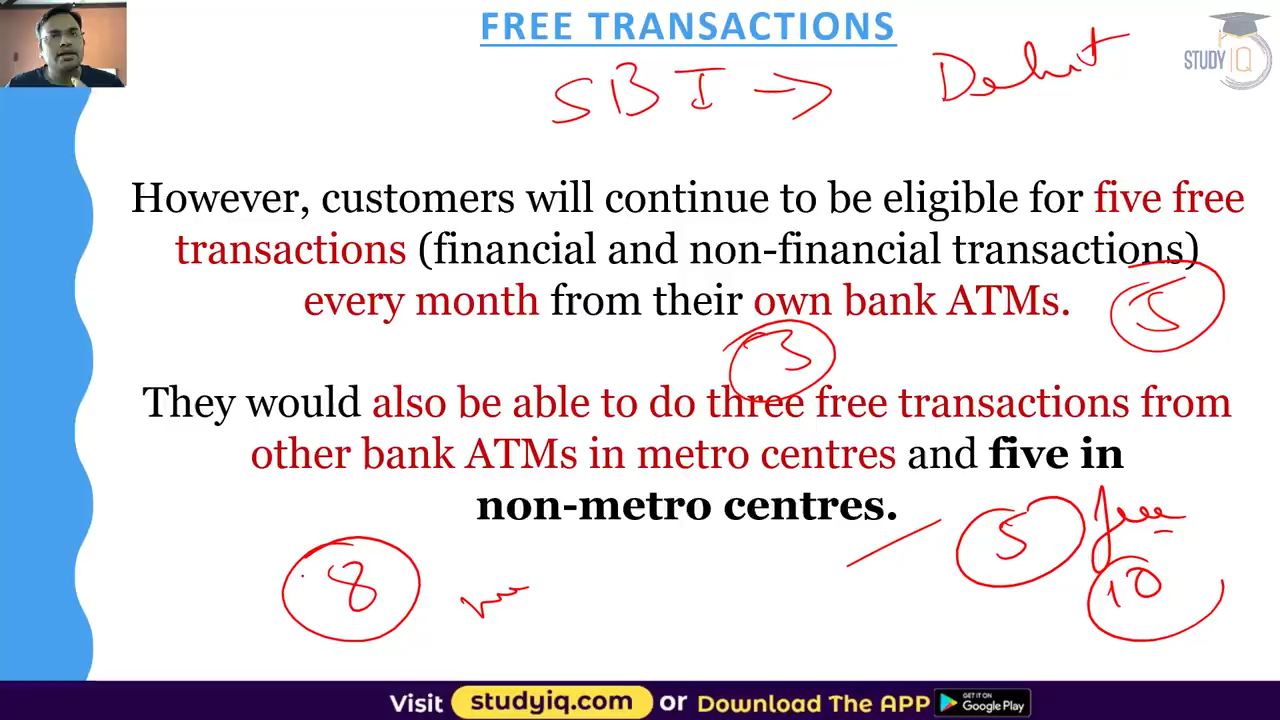 FREE TRANSACTIONS
STUDY IQ
SBI → Debit
However, customers will continue to be eligible for five free
transactions (financial and non-financial transactions)
every month from their own bank ATMs.
5
3
They would also be able to do three free transactions from
other bank ATMs in metro centres and five in
non-metro centres.
5 free
8
10
Visit studyiq.com or Download The APP GET IT ON Google Play